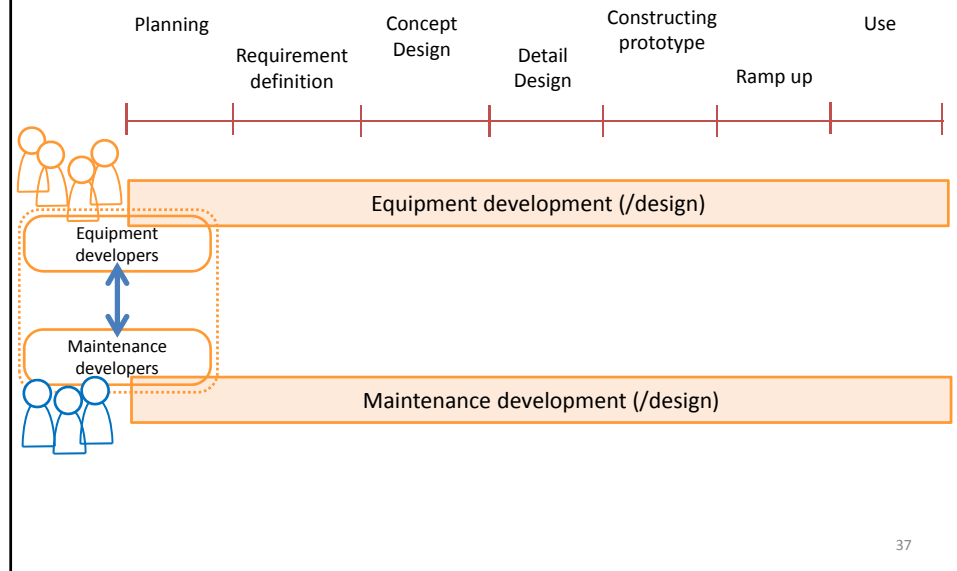 Planning
Requirement
definition
Concept
Design
Detail
Design
Constructing
prototype
Ramp up
Use
Equipment development (/design)
Equipment
developers
Maintenance
developers
Maintenance development (/design)
37